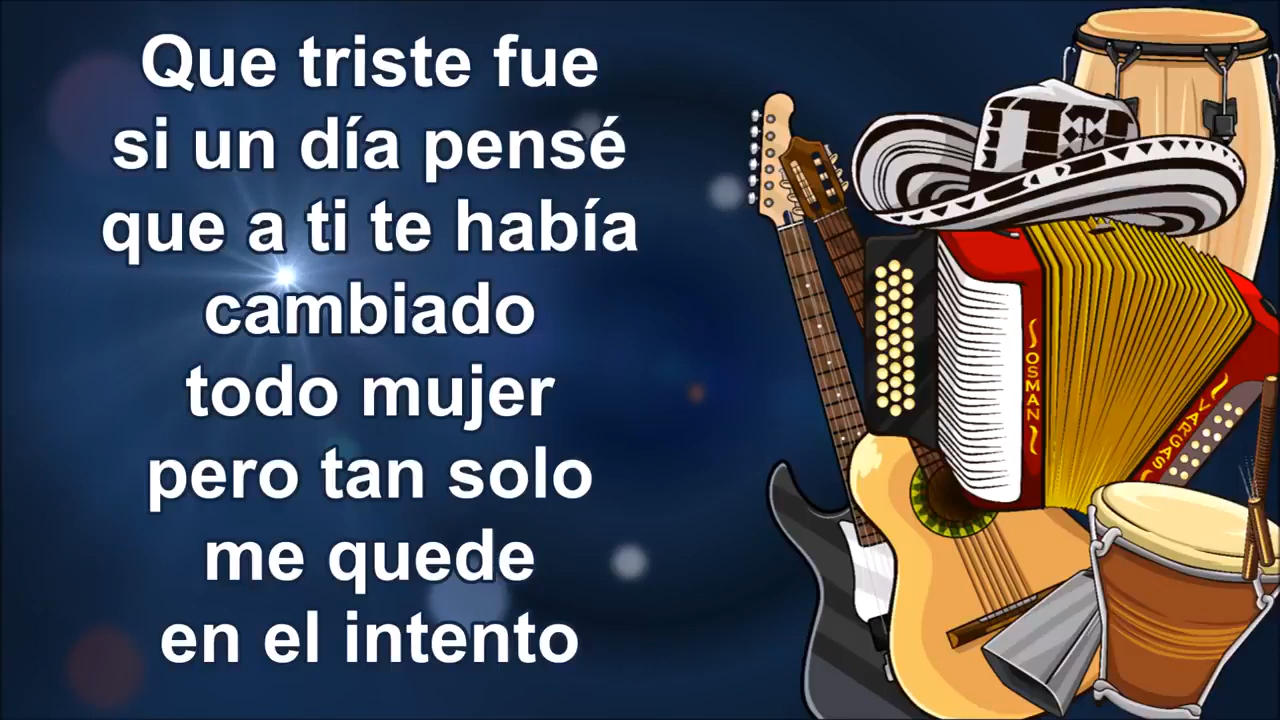 Que triste fue
si un día pensé
que a ti te había
cambiado
todo mujer
pero tan solo
me quede
en el intento
OSMAN
VARGAS